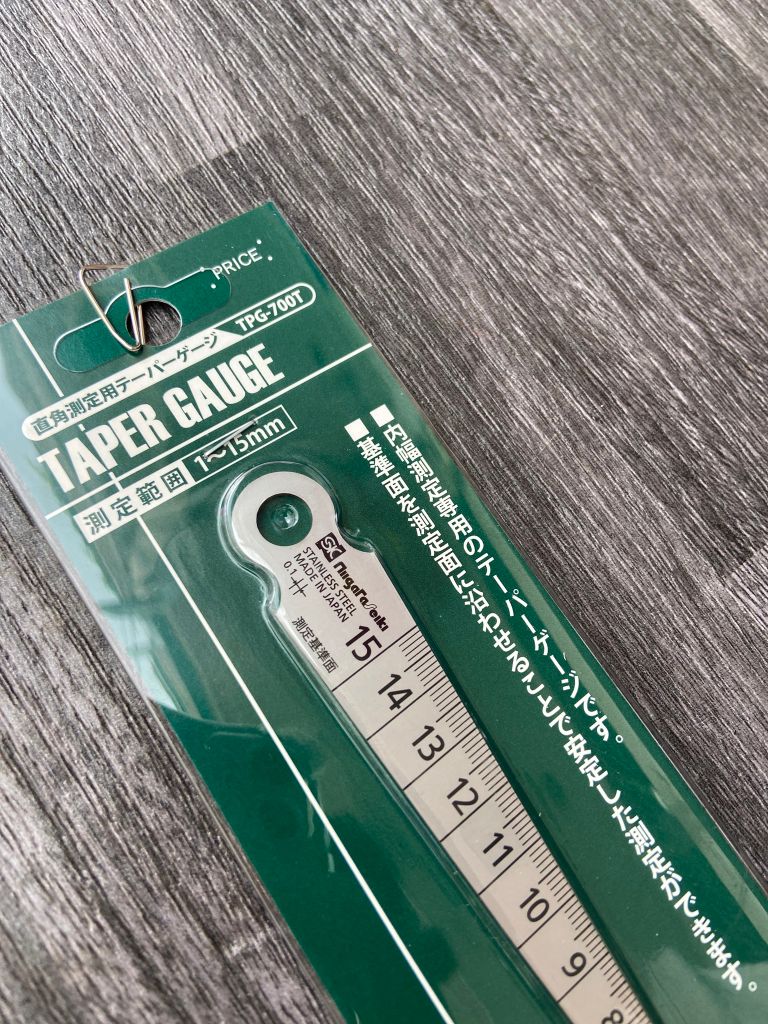 PRICE
直角測定用テーパーゲージ TPG-700T
TAPER GAUGE
測定範囲 1〜15mm
■内幅測定専用のテーパーゲージです。
■基準面を測定面に沿わせることで安定した測定ができます。
SK niigata seiki
STAINLESS STEEL
MADE IN JAPAN
0.1
測定基準面
15
14
13
12
11
10
9
8